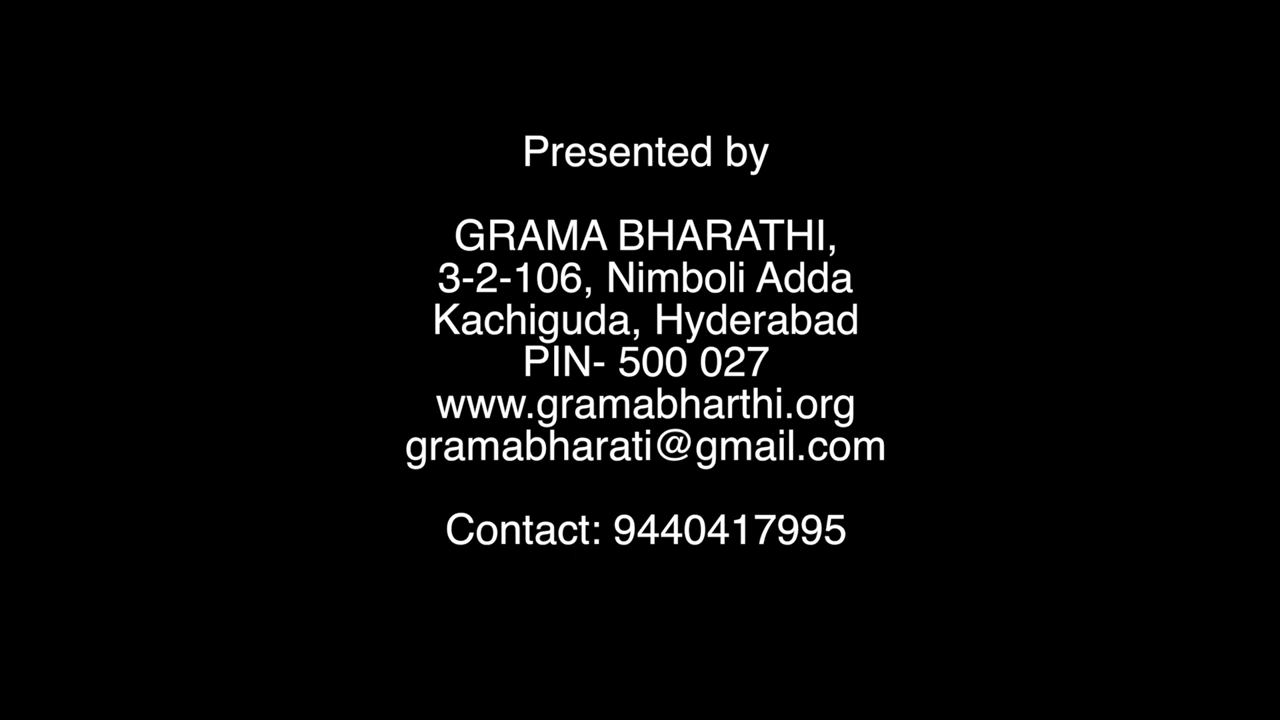 Presented by
GRAMA BHARATHI,
3-2-106, Nimboli Adda
Kachiguda, Hyderabad
PIN- 500 027
www.gramabharthi.org
gramabharati@gmail.com
Contact: 9440417995